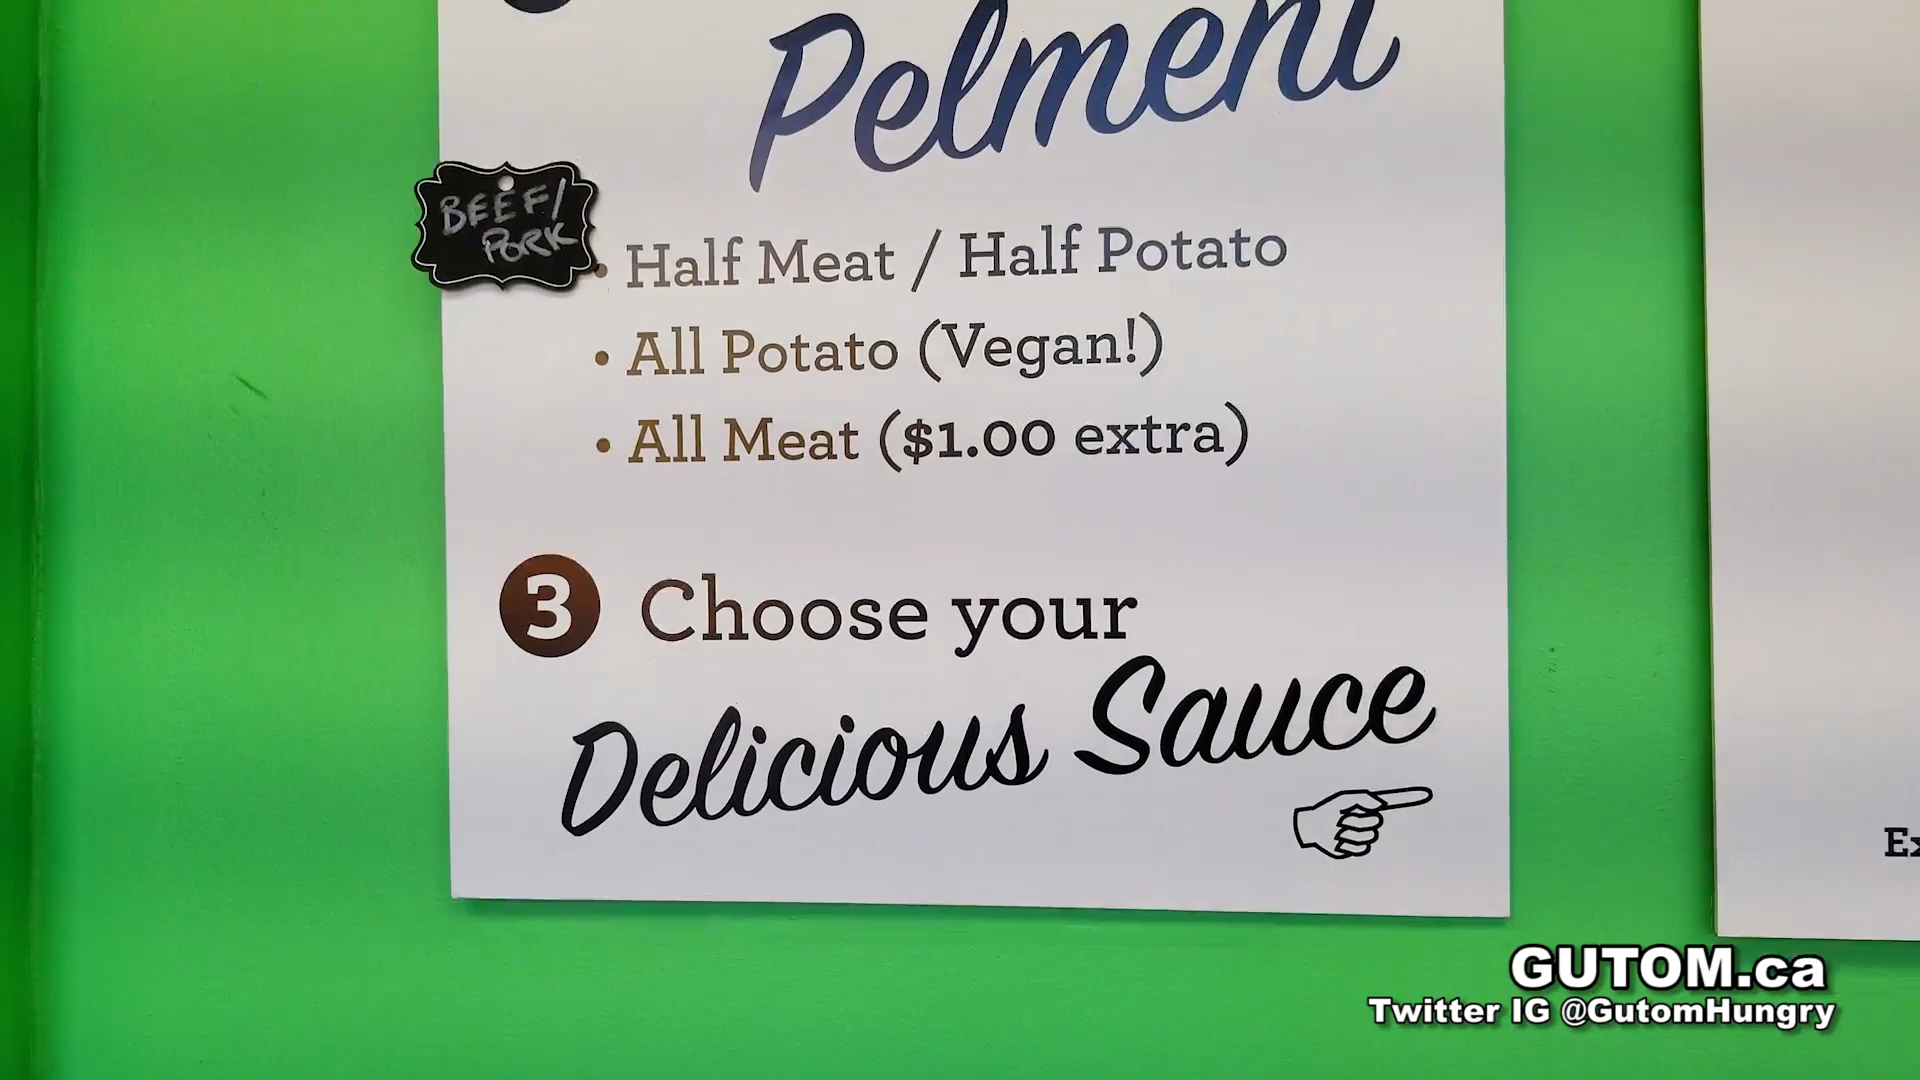 Pelmeni
BEEF/
PORK
• Half Meat / Half Potato
• All Potato (Vegan!)
• All Meat ($1.00 extra)
3 Choose your
Delicious Sauce
GUTOM.ca
Twitter IG @GutomHungry